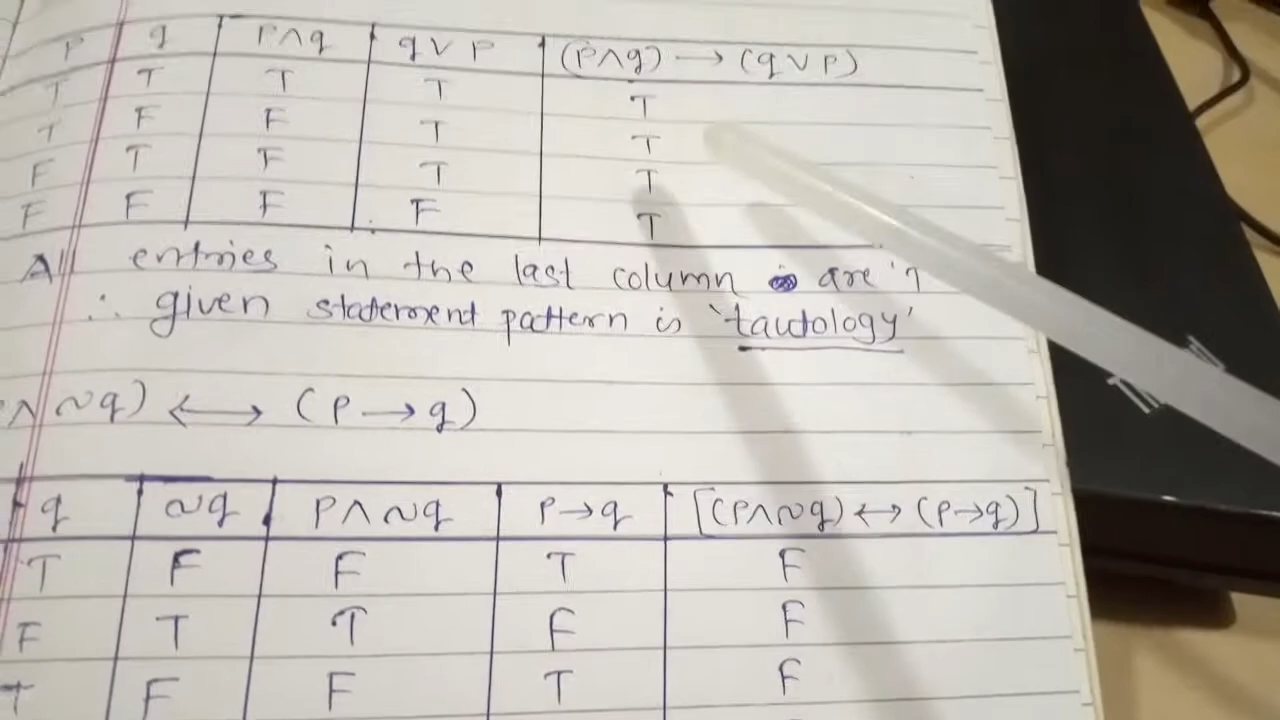 P q P∧q q∨P (P∧q) → (q∨P)
T T T T T
T F F T T
F T F T T
F F F F T
All entries in the last column are 'T
∴ given statement pattern is 'tautology'
∧ ~q) ↔ (P → q)
q ~q P∧~q P→q [(P∧~q) ↔ (P→q)]
T F F T F
F T T F F
T F F T F